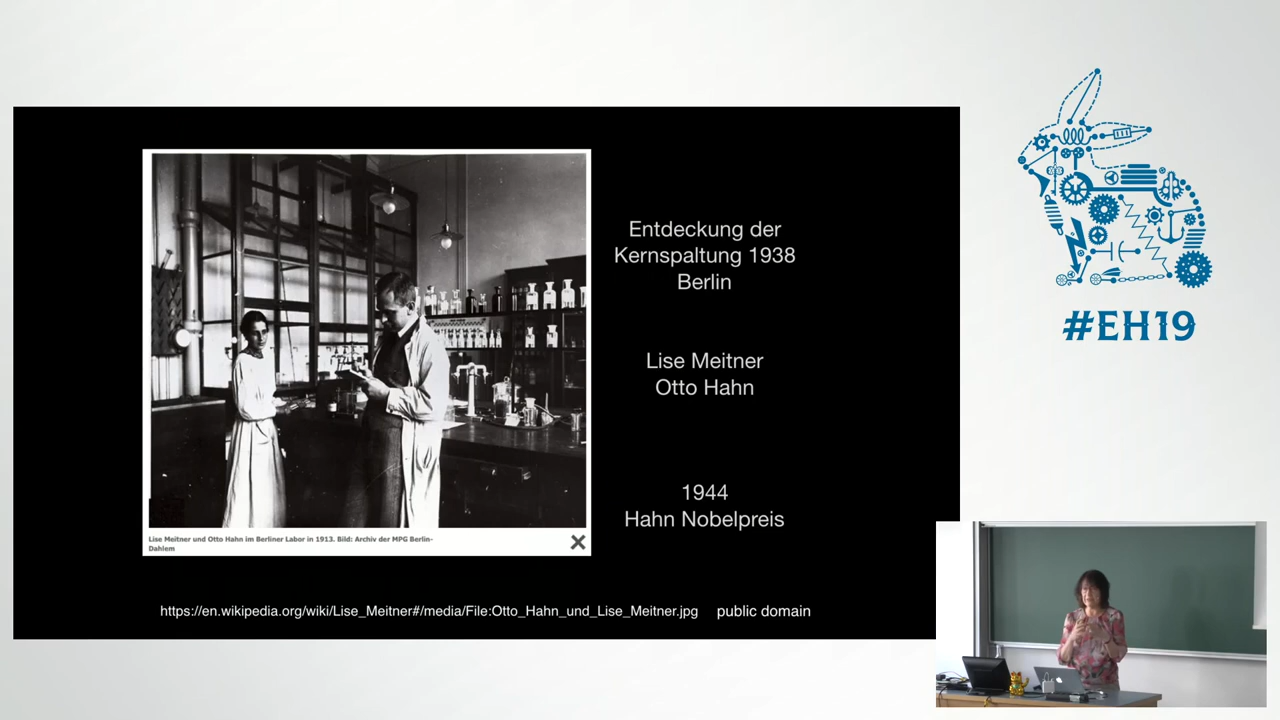 Entdeckung der
Kernspaltung 1938
Berlin
Lise Meitner
Otto Hahn
1944
Hahn Nobelpreis
Lise Meitner und Otto Hahn im Berliner Labor in 1913. Bild: Archiv der MPG Berlin-
Dahlem
https://en.wikipedia.org/wiki/Lise_Meitner#/media/File:Otto_Hahn_und_Lise_Meitner.jpg public domain
#EH19